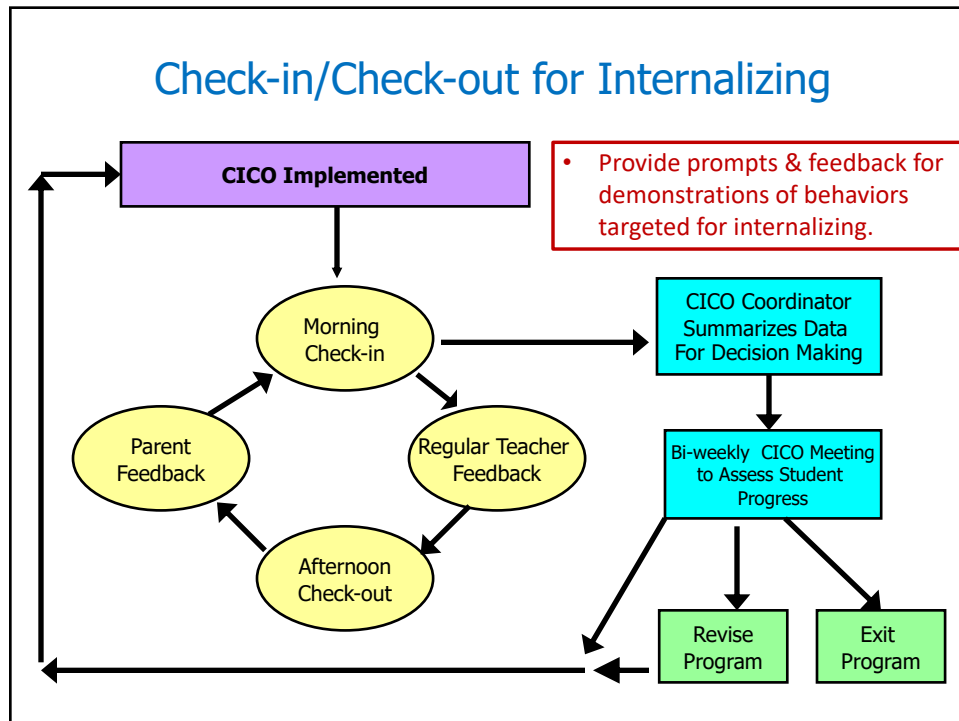 Check-in/Check-out for Internalizing
CICO Implemented
• Provide prompts & feedback for
demonstrations of behaviors
targeted for internalizing.
Morning
Check-in
CICO Coordinator
Summarizes Data
For Decision Making
Parent
Feedback
Regular Teacher
Feedback
Bi-weekly CICO Meeting
to Assess Student
Progress
Afternoon
Check-out
Revise
Program
Exit
Program